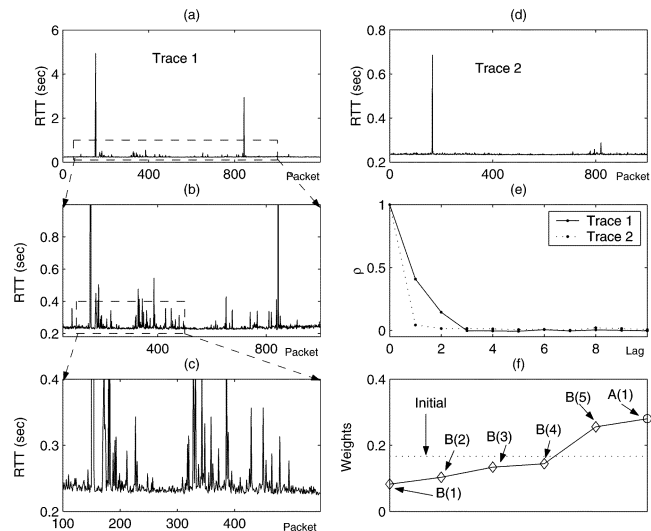 (a)
6
4
2
0
RTT (sec)
Trace 1
0
400
800
Packet
(b)
0.8
0.6
0.4
0.2
RTT (sec)
400
800
Packet
(c)
0.4
0.3
0.2
RTT (sec)
100
200
300
400
Packet
(d)
0.8
0.6
0.4
0.2
RTT (sec)
Trace 2
0
400
800
Packet
(e)
1
0.5
0
ρ
Trace 1
Trace 2
0
2
4
6
8
Lag
(f)
0.4
0.2
0
Weights
Initial
B(1)
B(2)
B(3)
B(4)
B(5)
A(1)